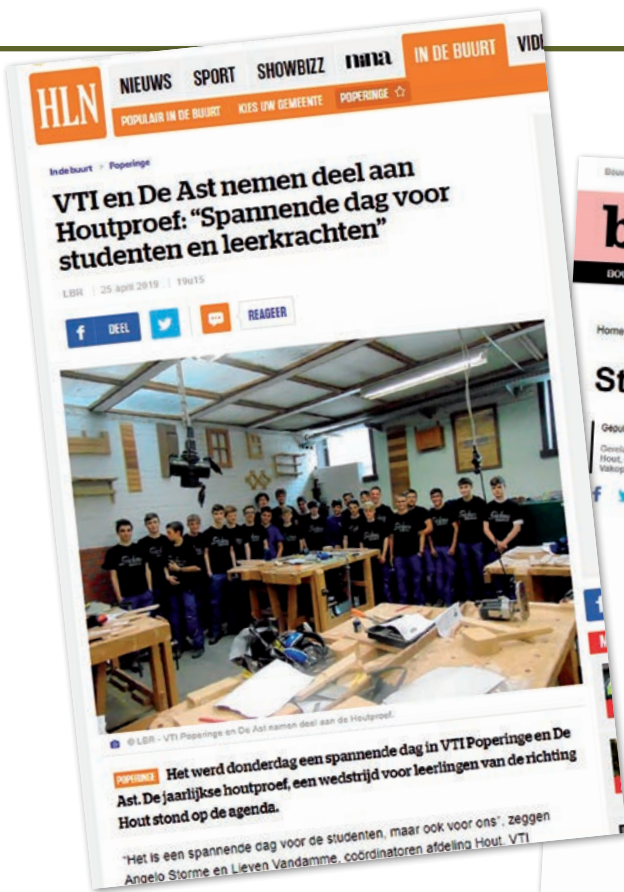 HLN
NIEUWS SPORT SHOWBIZZ nina IN DE BUURT
POPULAIR IN DE BUURT KIES UW GEMEENTE POPERINGE
In de buurt > Poperinge
VTI en De Ast nemen deel aan
Houtproef: “Spannende dag voor
studenten en leerkrachten”
LBR | 25 april 2019 | 19u15
f DEEL REAGEER
© LBR - VTI Poperinge en De Ast namen deel aan de Houtproef.
POPERINGE Het werd donderdag een spannende dag in VTI Poperinge en De
Ast. De jaarlijkse houtproef, een wedstrijd voor leerlingen van de richting
Hout stond op de agenda.
“Het is een spannende dag voor de studenten, maar ook voor ons”, zeggen
Angelo Storme en Lieven Vandamme, coördinatoren afdeling Hout. VTI
b
Home
St
Hout,
f